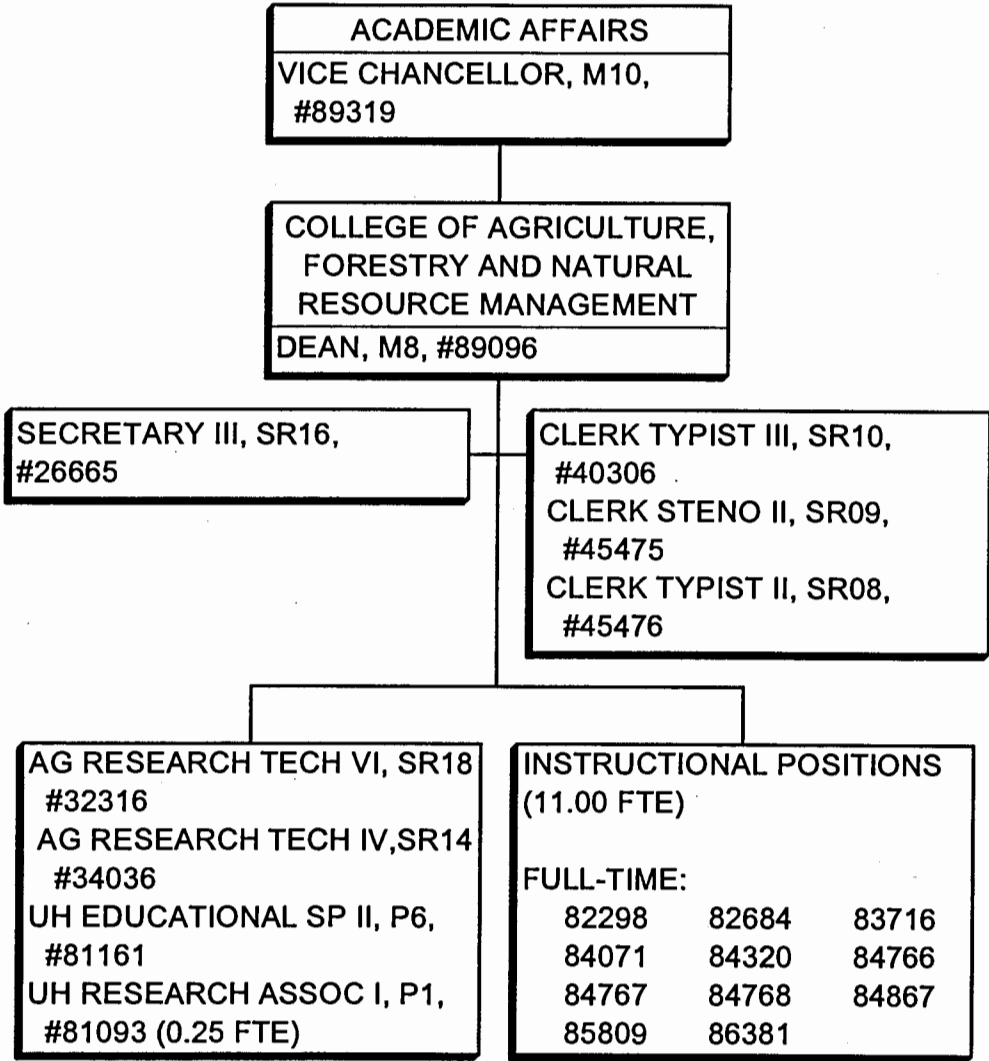 ACADEMIC AFFAIRS
VICE CHANCELLOR, M10,
#89319
COLLEGE OF AGRICULTURE,
FORESTRY AND NATURAL
RESOURCE MANAGEMENT
DEAN, M8, #89096
SECRETARY III, SR16,
#26665
CLERK TYPIST III, SR10,
#40306
CLERK STENO II, SR09,
#45475
CLERK TYPIST II, SR08,
#45476
AG RESEARCH TECH VI, SR18
#32316
AG RESEARCH TECH IV,SR14
#34036
UH EDUCATIONAL SP II, P6,
#81161
UH RESEARCH ASSOC I, P1,
#81093 (0.25 FTE)
INSTRUCTIONAL POSITIONS
(11.00 FTE)
FULL-TIME:
82298 82684 83716
84071 84320 84766
84767 84768 84867
85809 86381